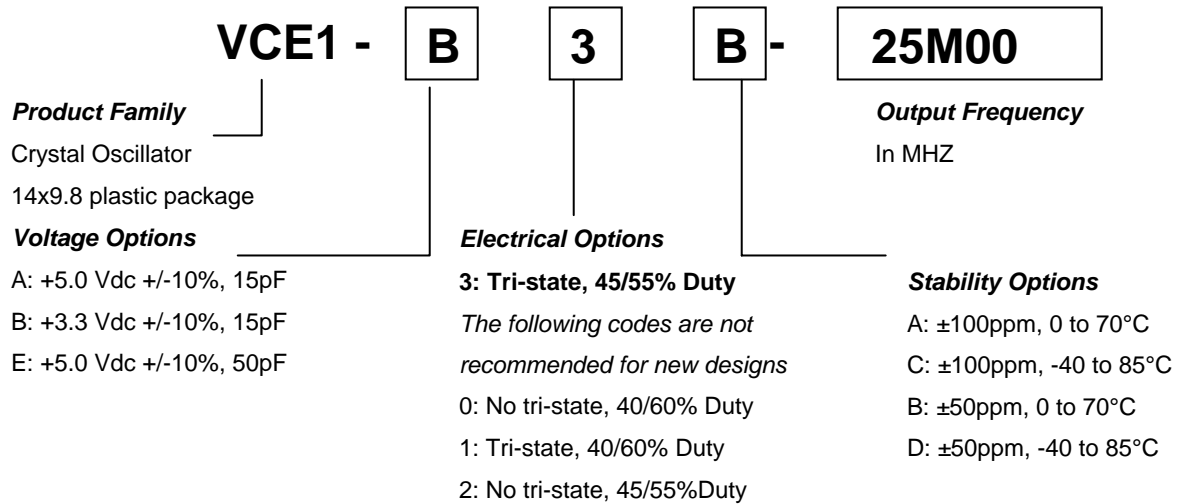 VCE1 - B 3 B - 25M00
Product Family
Crystal Oscillator
14x9.8 plastic package
Voltage Options
A: +5.0 Vdc +/-10%, 15pF
B: +3.3 Vdc +/-10%, 15pF
E: +5.0 Vdc +/-10%, 50pF
Electrical Options
3: Tri-state, 45/55% Duty
The following codes are not
recommended for new designs
0: No tri-state, 40/60% Duty
1: Tri-state, 40/60% Duty
2: No tri-state, 45/55%Duty
Output Frequency
In MHZ
Stability Options
A: ±100ppm, 0 to 70°C
C: ±100ppm, -40 to 85°C
B: ±50ppm, 0 to 70°C
D: ±50ppm, -40 to 85°C